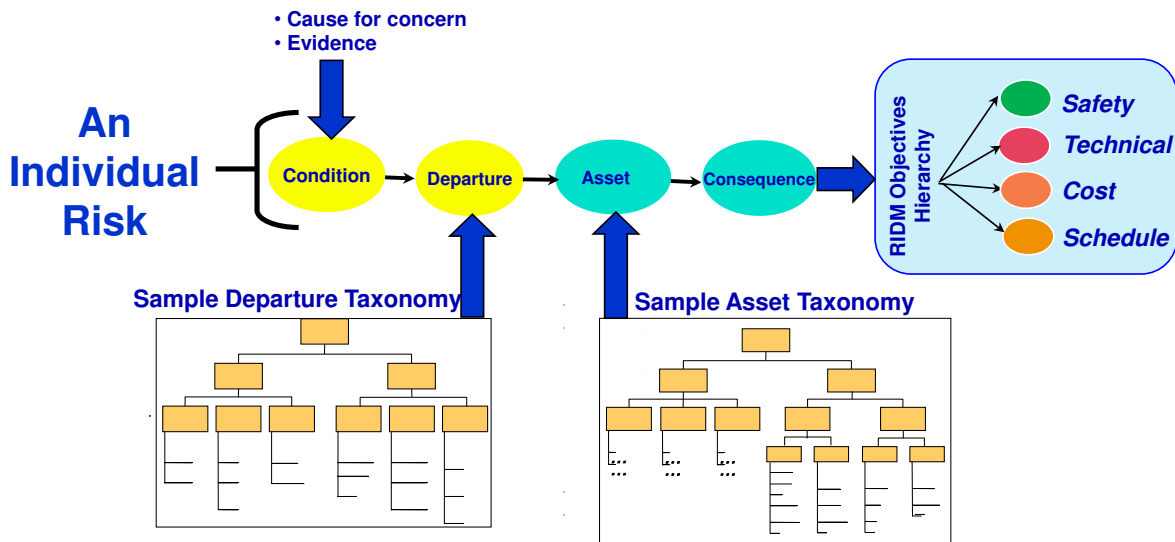 • Cause for concern
• Evidence
An
Individual
Risk
Condition
Departure
Asset
Consequence
RIDM Objectives
Hierarchy
Safety
Technical
Cost
Schedule
Sample Departure Taxonomy
Sample Asset Taxonomy
...
...
...
...
...
...